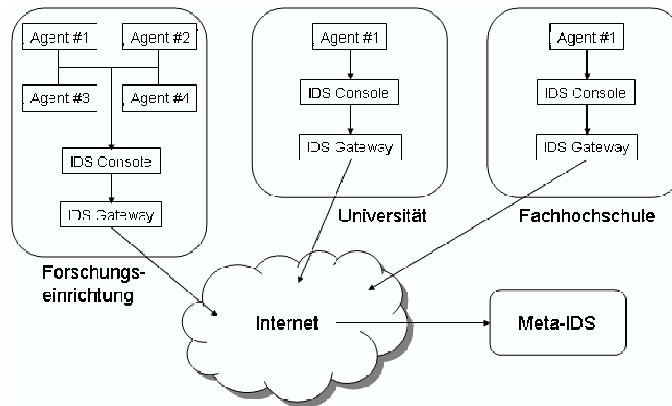 Agent #1
Agent #2
Agent #3
Agent #4
IDS Console
IDS Gateway
Forschungs-
einrichtung
Agent #1
IDS Console
IDS Gateway
Universität
Agent #1
IDS Console
IDS Gateway
Fachhochschule
Internet
Meta-IDS